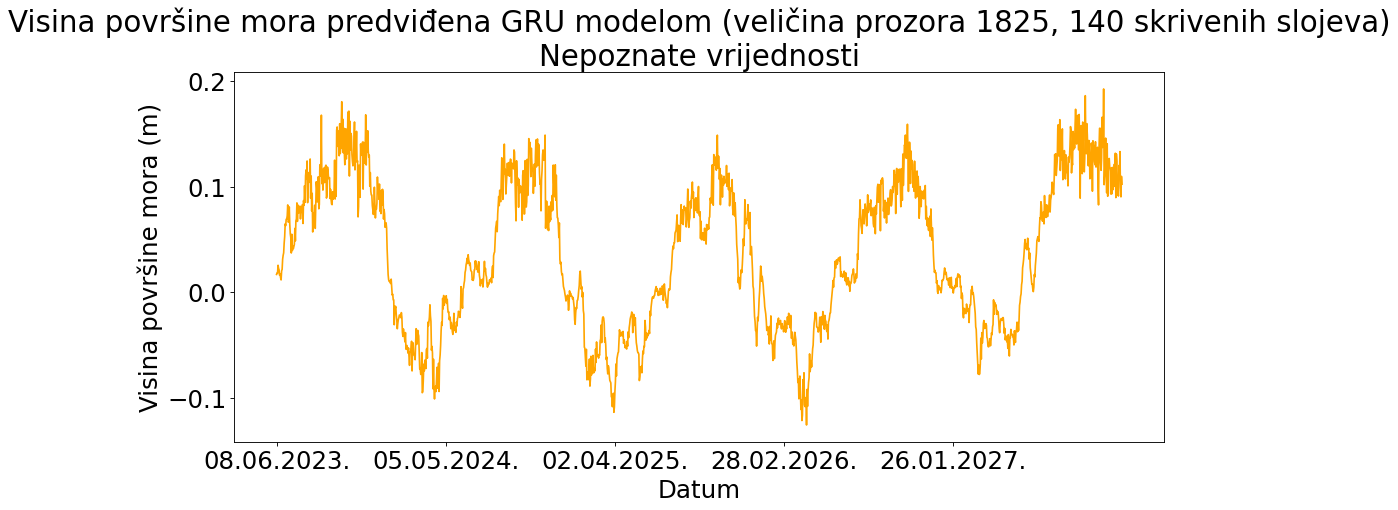 Visina površine mora predviđena GRU modelom (veličina prozora 1825, 140 skrivenih slojeva)
Nepoznate vrijednosti
Visina površine mora (m)
0.2
0.1
0.0
−0.1
08.06.2023. 05.05.2024. 02.04.2025. 28.02.2026. 26.01.2027.
Datum